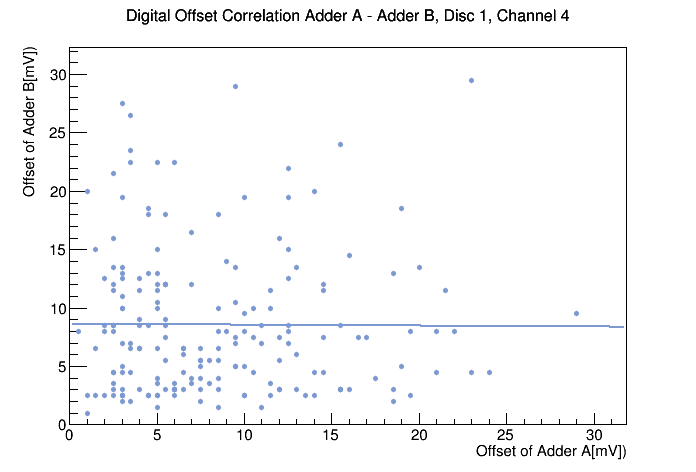 Digital Offset Correlation Adder A - Adder B, Disc 1, Channel 4
Offset of Adder B[mV])
30
25
20
15
10
5
0
0 5 10 15 20 25 30
Offset of Adder A[mV])